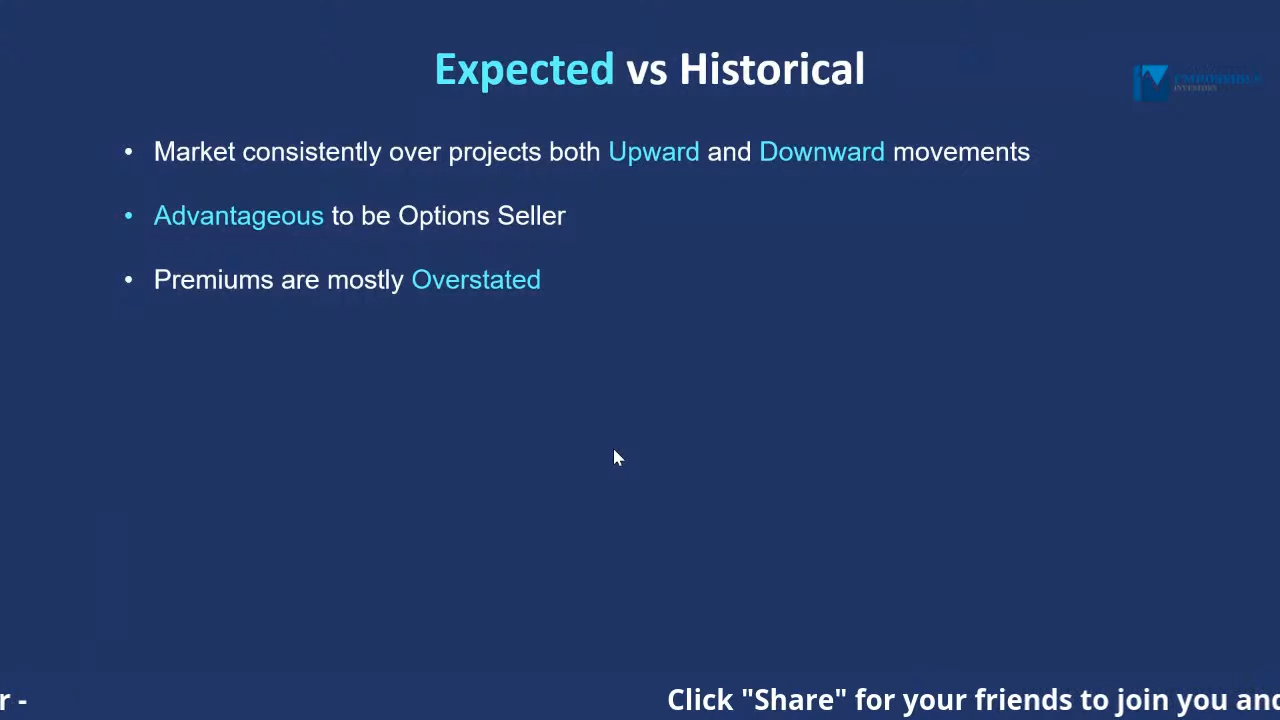 Expected vs Historical
• Market consistently over projects both Upward and Downward movements
• Advantageous to be Options Seller
• Premiums are mostly Overstated
r - Click "Share" for your friends to join you and